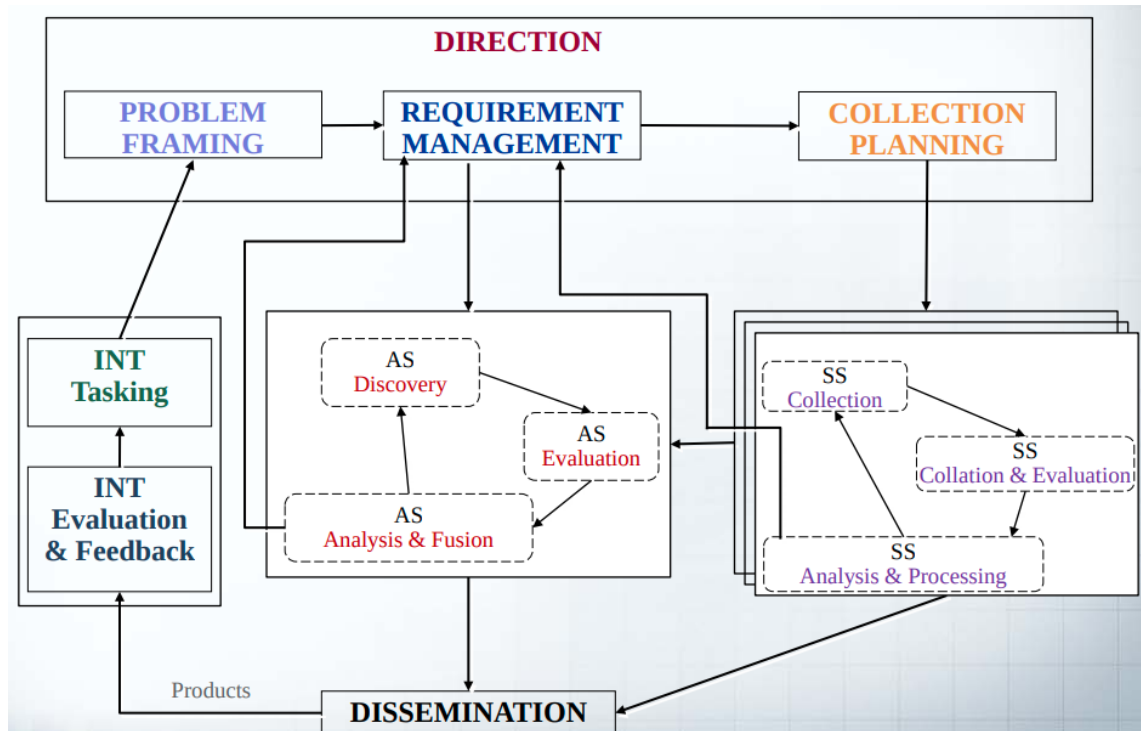 DIRECTION
PROBLEM
FRAMING
REQUIREMENT
MANAGEMENT
COLLECTION
PLANNING
INT
Tasking
INT
Evaluation
& Feedback
AS
Discovery
AS
Evaluation
AS
Analysis & Fusion
SS
Collection
SS
Collation & Evaluation
SS
Analysis & Processing
Products
DISSEMINATION